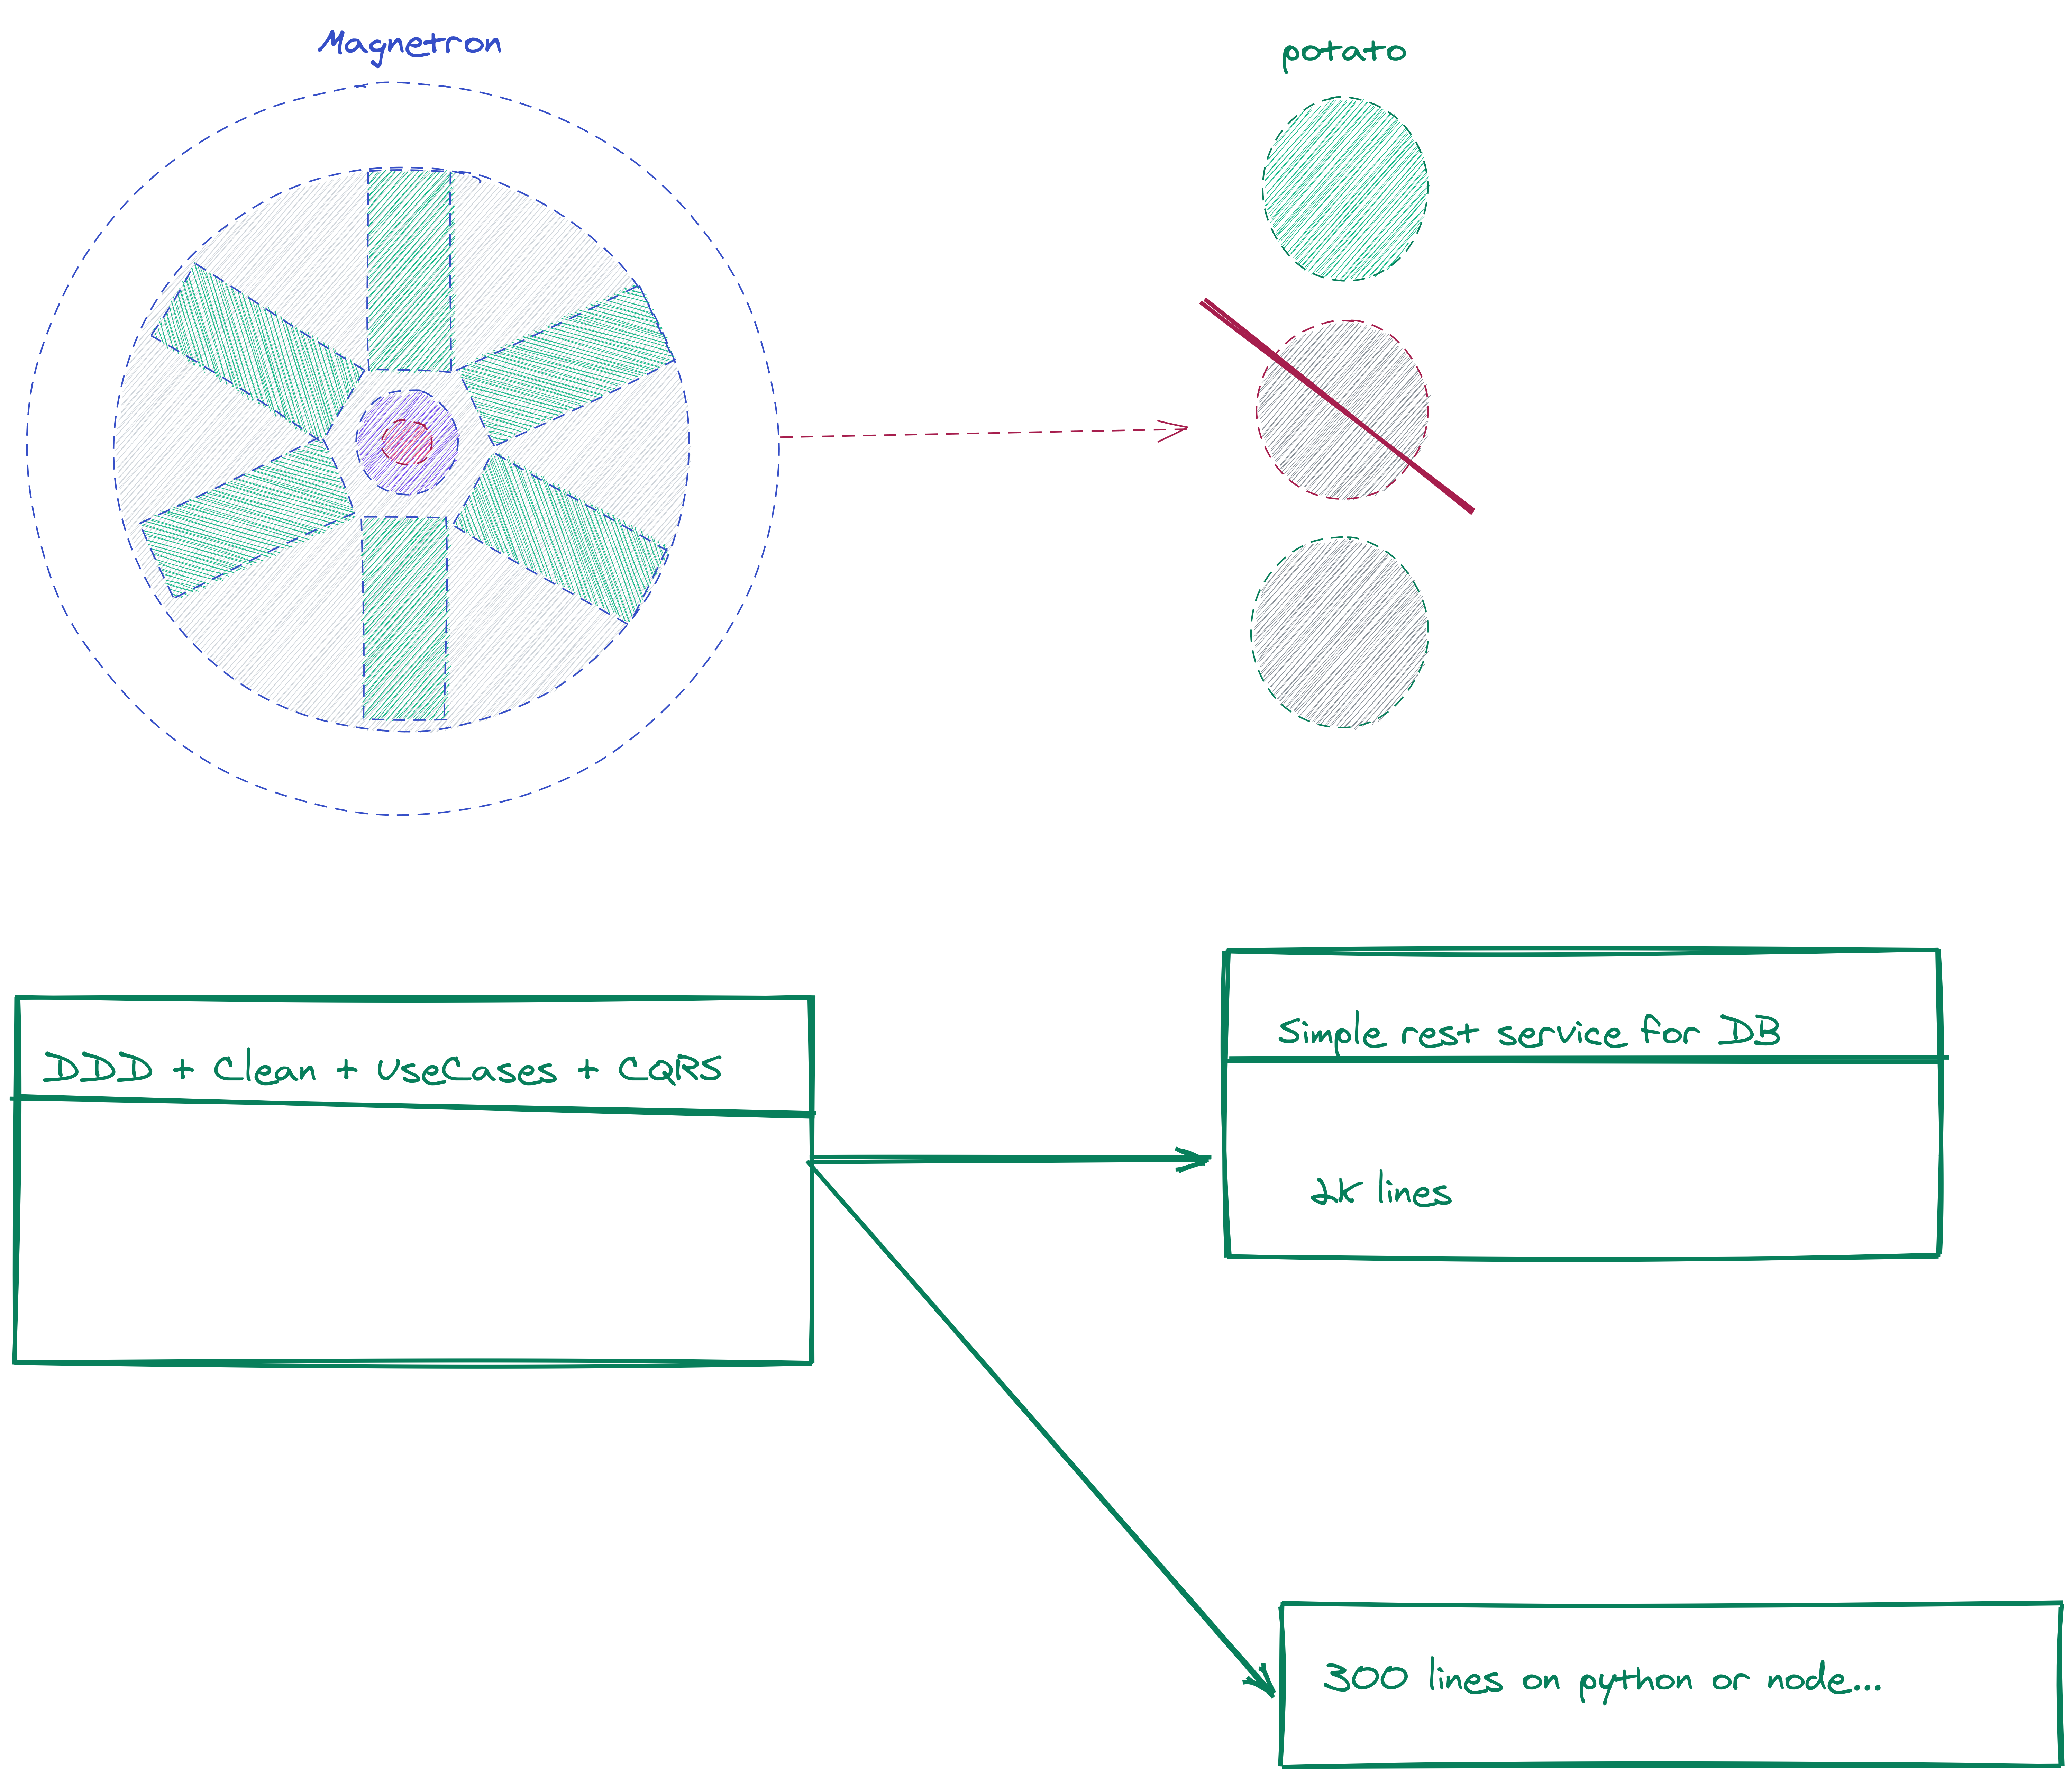 Magnetron
potato
Simple rest service for DB
DDD + Clean + UseCases + CQRS
2K lines
300 lines on python or node...